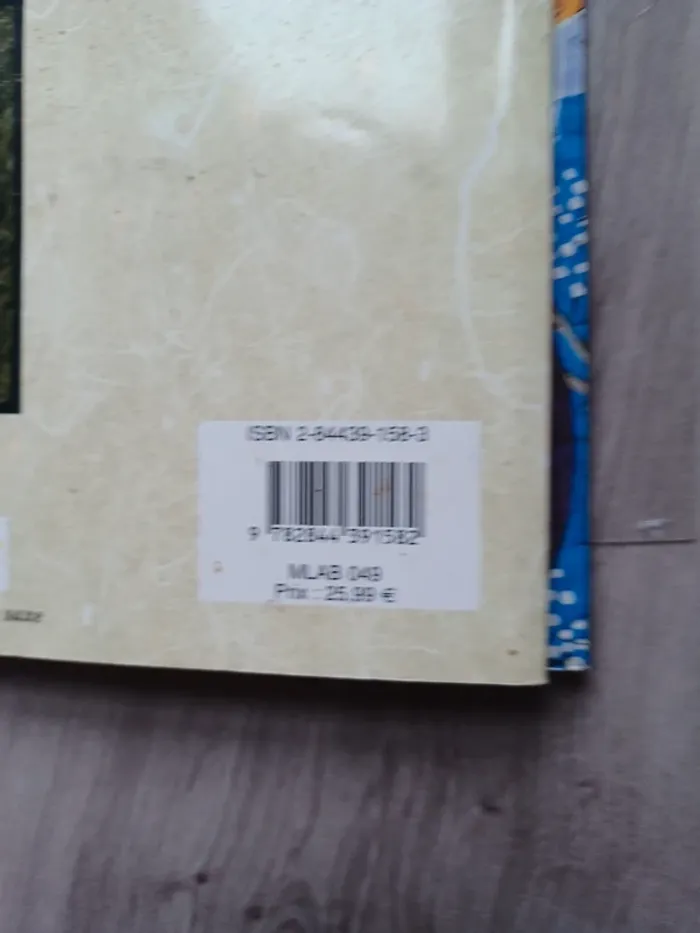 ISBN 2-84439-158-3
9 782844 391582
MLAB 049
Prix : 25,99 €